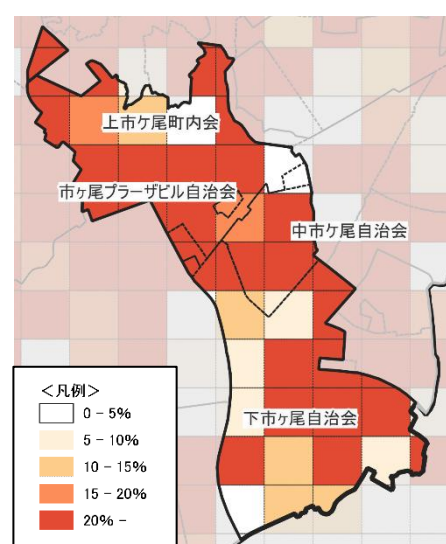 上市ケ尾町内会
市ヶ尾プラーザビル自治会
中市ケ尾自治会
下市ヶ尾自治会
<凡例>
0 - 5%
5 - 10%
10 - 15%
15 - 20%
20% -